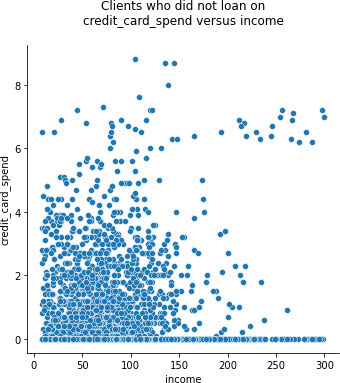 Clients who did not loan on
credit_card_spend versus income
8
6
4
2
0
credit_card_spend
0 50 100 150 200 250 300
income